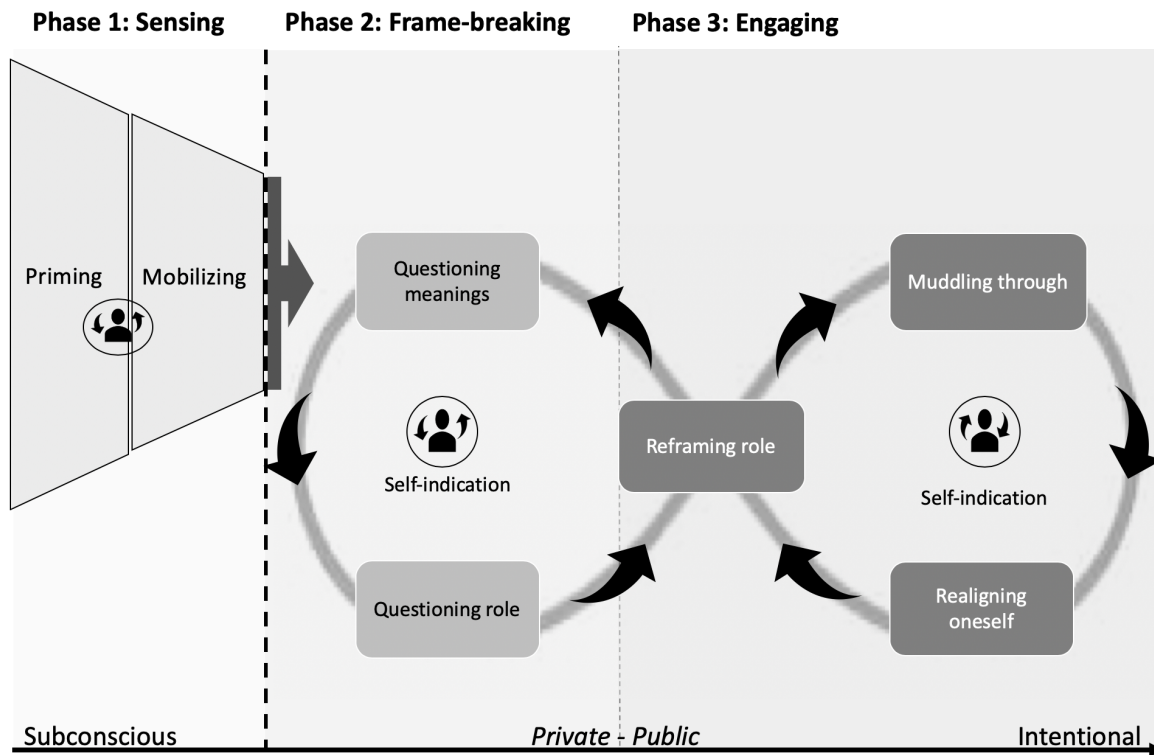 Phase 1: Sensing
Phase 2: Frame-breaking
Phase 3: Engaging
Priming
Mobilizing
Questioning
meanings
Muddling through
Reframing role
Self-indication
Self-indication
Questioning role
Realigning
oneself
Subconscious
Private - Public
Intentional